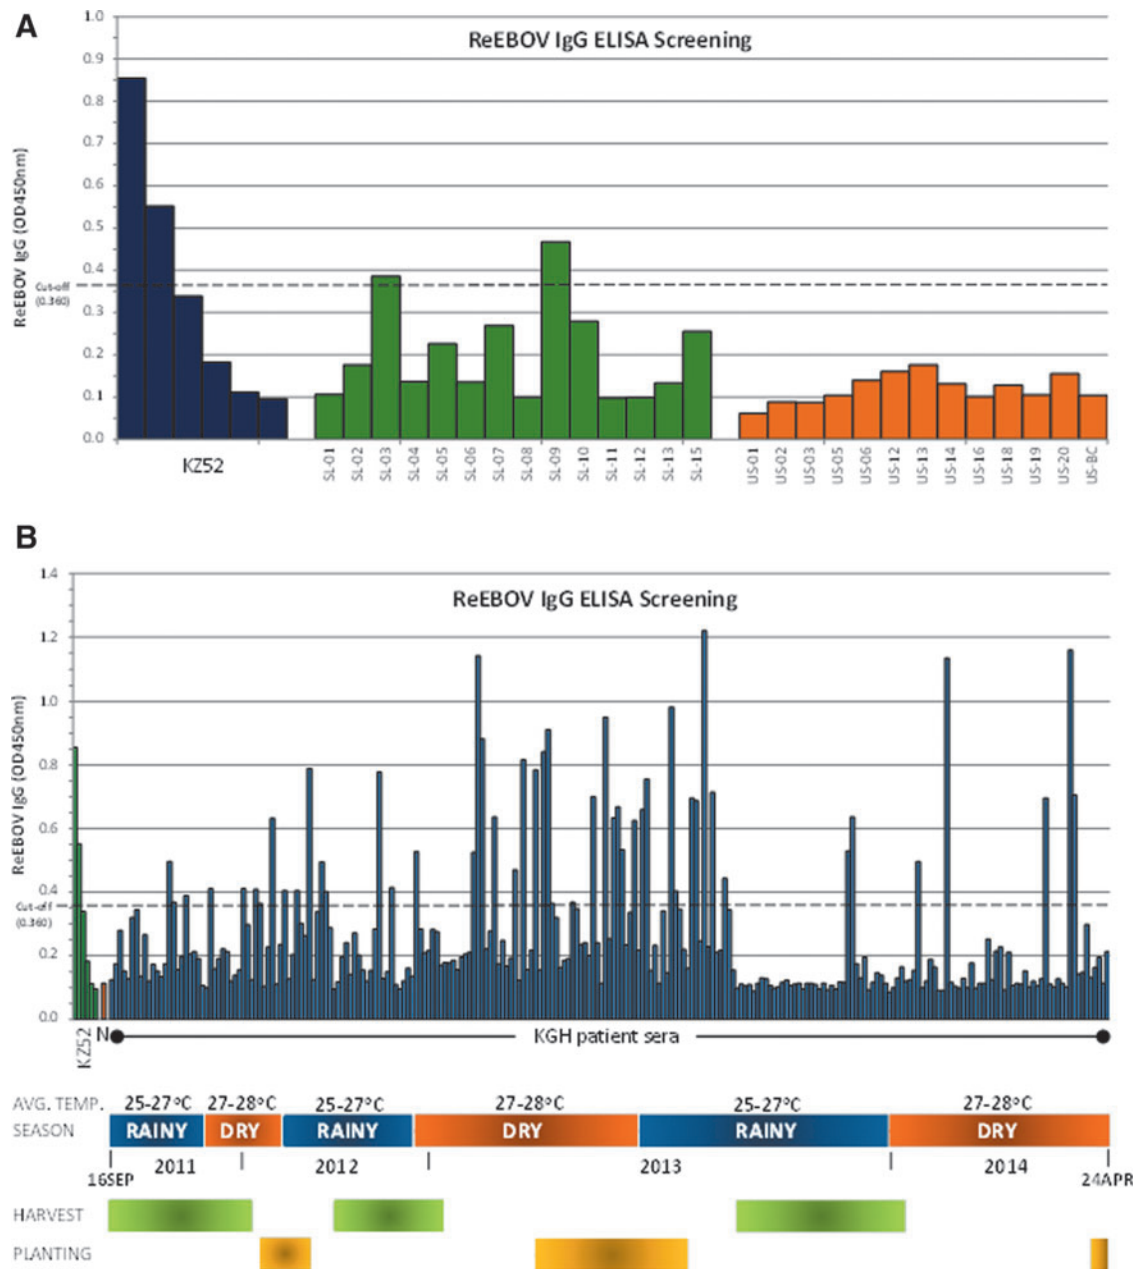 A
ReEBOV IgG ELISA Screening
ReEBOV IgG (OD450nm)
1.0
0.9
0.8
0.7
0.6
0.5
0.4
Cut-off
(0.360)
0.3
0.2
0.1
0.0
KZ52
SL-01 SL-02 SL-03 SL-04 SL-05 SL-06 SL-07 SL-08 SL-09 SL-10 SL-11 SL-12 SL-13 SL-15
US-01 US-02 US-03 US-05 US-06 US-12 US-13 US-14 US-16 US-18 US-19 US-20 US-BC
B
ReEBOV IgG ELISA Screening
ReEBOV IgG (OD450nm)
1.4
1.2
1.0
0.8
0.6
0.4
Cut-off
(0.360)
0.2
0.0
KZ52 N KGH patient sera
AVG. TEMP. 25-27°C 27-28°C 25-27°C 27-28°C 25-27°C 27-28°C
SEASON RAINY DRY RAINY DRY RAINY DRY
2011 2012 2013 2014
16SEP 24APR
HARVEST
PLANTING